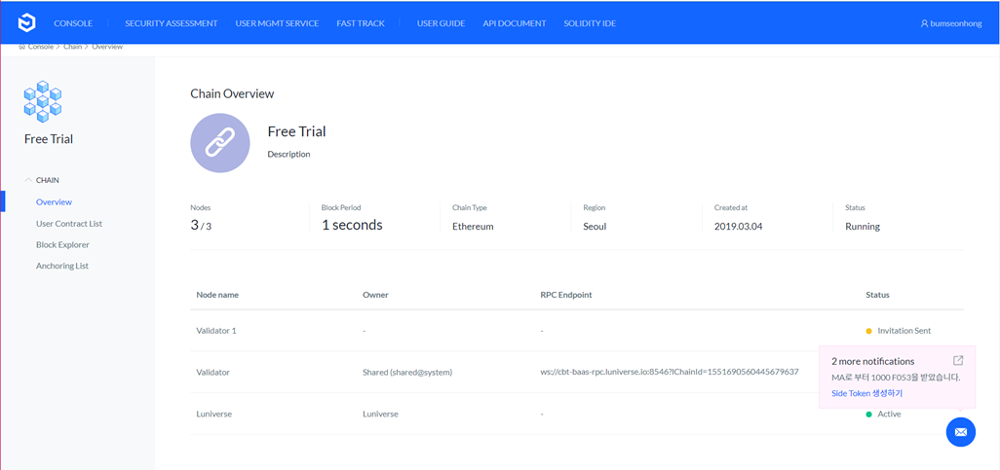 CONSOLE SECURITY ASSESSMENT USER MGMT SERVICE FAST TRACK USER GUIDE API DOCUMENT SOLIDITY IDE bumseonhong
Console > Chain > Overview
Free Trial
CHAIN
Overview
User Contract List
Block Explorer
Anchoring List
Chain Overview
Free Trial
Description
Nodes Block Period Chain Type Region Created at Status
3 / 3 1 seconds Ethereum Seoul 2019.03.04 Running
Node name Owner RPC Endpoint Status
Validator 1 - - Invitation Sent
Validator Shared (shared@system) ws://cbt-baas-rpc.luniverse.io:8546?lChainId=1551690560445679637
Luniverse Luniverse - Active
2 more notifications
MA로 부터 1000 F053을 받았습니다.
Side Token 생성하기